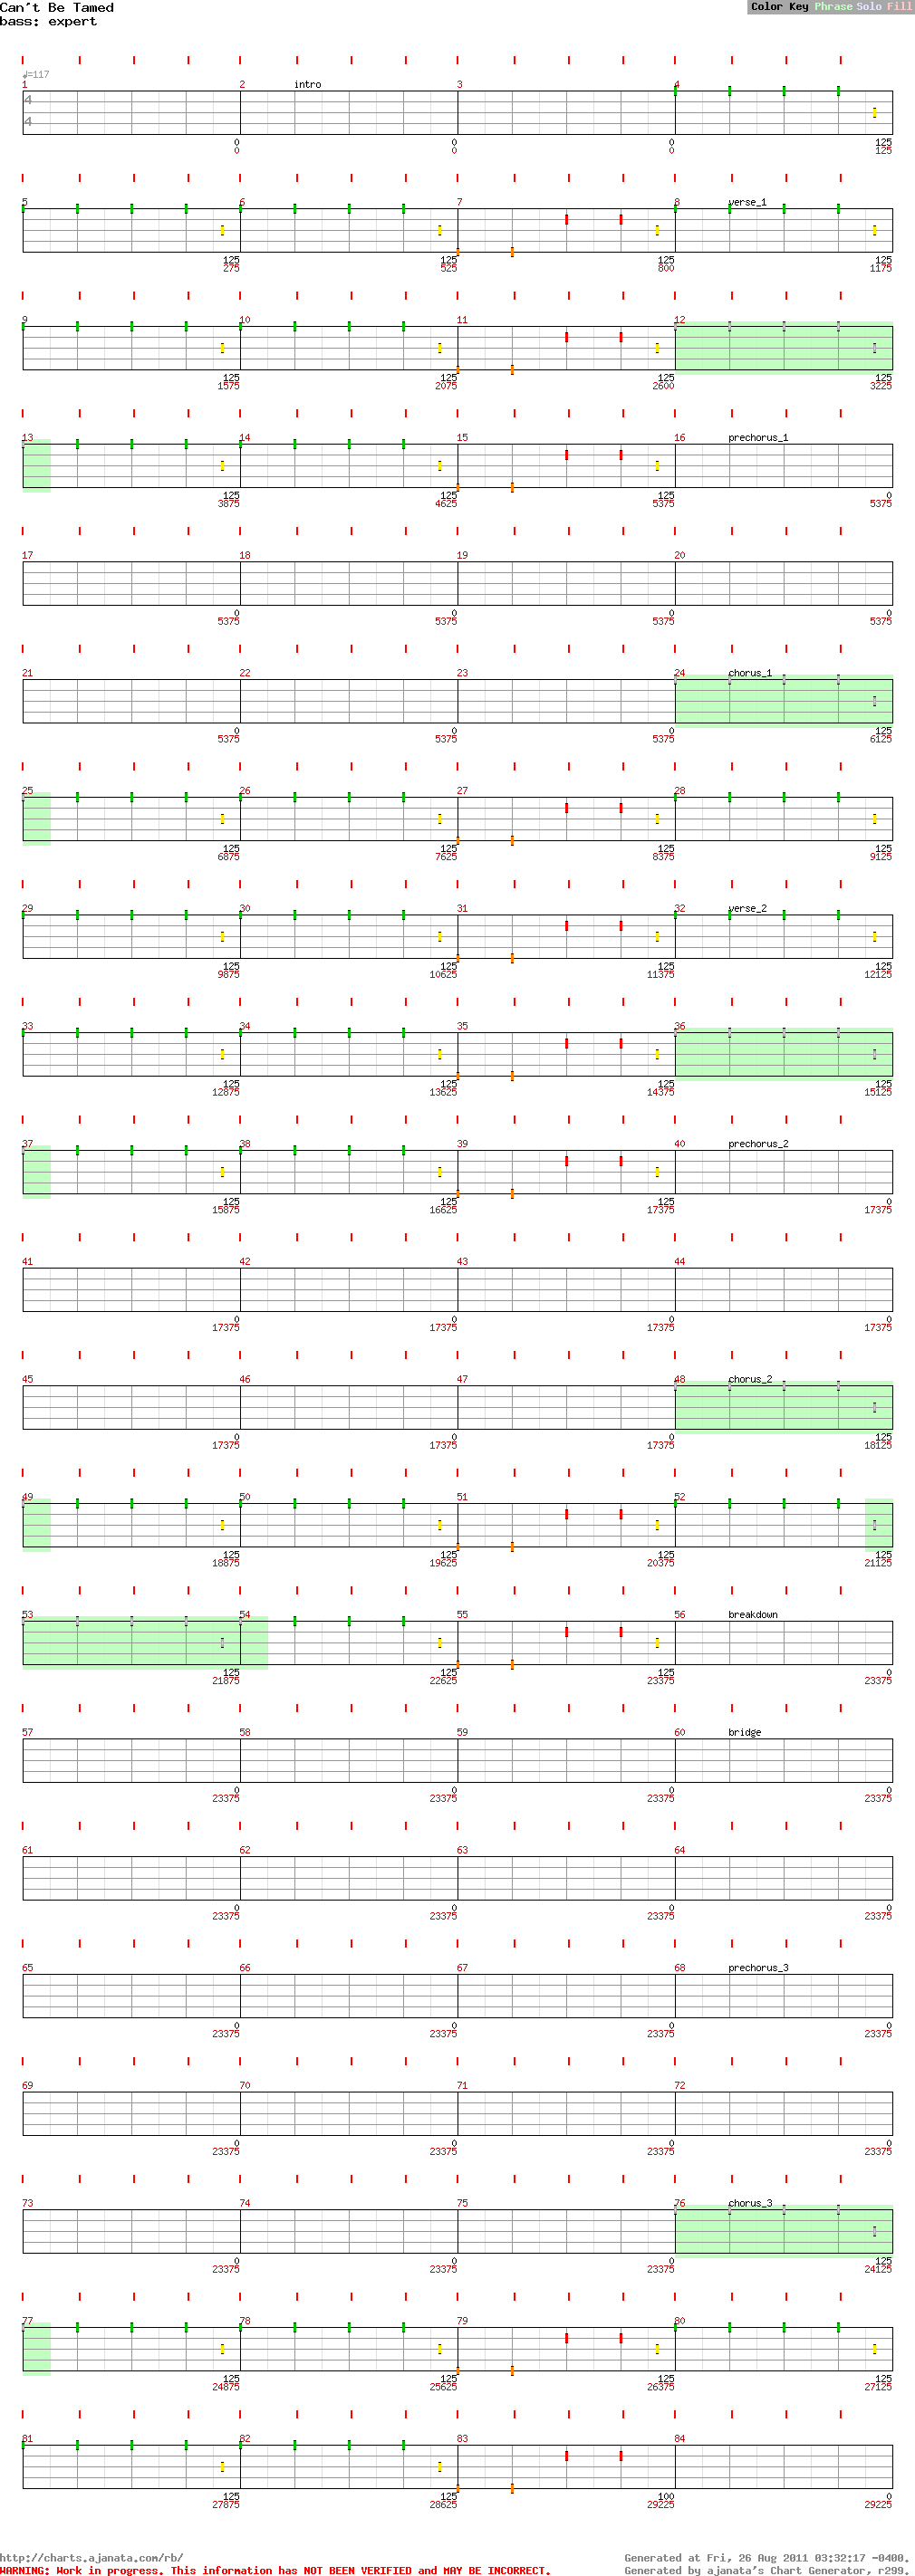 Can't Be Tamed
Color Key Phrase Solo Fill
bass: expert
♩=117
1 2 intro 3 4
4
4
0 0 0 125
0 0 0 125
5 6 7 8 verse_1
125 125 125 125
275 525 800 1175
9 10 11 12
125 125 125 125
1575 2075 2600 3225
13 14 15 16 prechorus_1
125 125 125 0
3875 4625 5375 5375
17 18 19 20
0 0 0 0
5375 5375 5375 5375
21 22 23 24 chorus_1
0 0 0 125
5375 5375 5375 6125
25 26 27 28
125 125 125 125
6875 7625 8375 9125
29 30 31 32 verse_2
125 125 125 125
9875 10625 11375 12125
33 34 35 36
125 125 125 125
12875 13625 14375 15125
37 38 39 40 prechorus_2
125 125 125 0
15875 16625 17375 17375
41 42 43 44
0 0 0 0
17375 17375 17375 17375
45 46 47 48 chorus_2
0 0 0 125
17375 17375 17375 18125
49 50 51 52
125 125 125 125
18875 19625 20375 21125
53 54 55 56 breakdown
125 125 125 0
21875 22625 23375 23375
57 58 59 60 bridge
0 0 0 0
23375 23375 23375 23375
61 62 63 64
0 0 0 0
23375 23375 23375 23375
65 66 67 68 prechorus_3
0 0 0 0
23375 23375 23375 23375
69 70 71 72
0 0 0 0
23375 23375 23375 23375
73 74 75 76 chorus_3
0 0 0 125
23375 23375 23375 24125
77 78 79 80
125 125 125 125
24875 25625 26375 27125
81 82 83 84
125 125 100 0
27875 28625 29225 29225
http://charts.ajanata.com/rb/
Generated at Fri, 26 Aug 2011 03:32:17 -0400.
WARNING: Work in progress. This information has NOT BEEN VERIFIED and MAY BE INCORRECT.
Generated by ajanata's Chart Generator, r299.